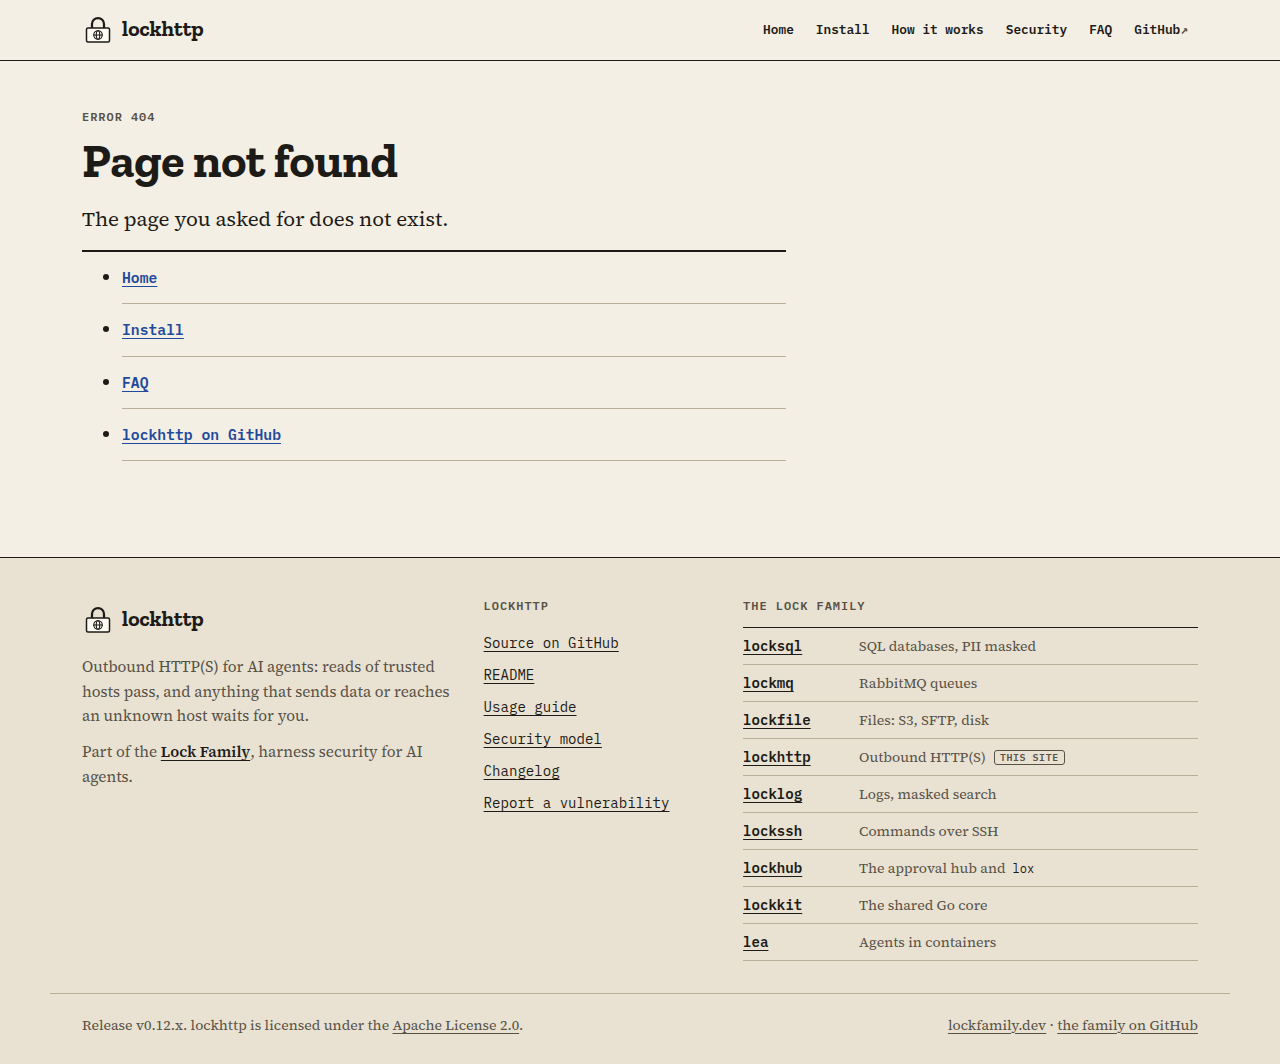 lockhttp
Home Install How it works Security FAQ GitHub↗
ERROR 404
Page not found
The page you asked for does not exist.
Home
Install
FAQ
lockhttp on GitHub
lockhttp
Outbound HTTP(S) for AI agents: reads of trusted
hosts pass, and anything that sends data or reaches
an unknown host waits for you.
Part of the Lock Family, harness security for AI
agents.
LOCKHTTP
Source on GitHub
README
Usage guide
Security model
Changelog
Report a vulnerability
THE LOCK FAMILY
locksql SQL databases, PII masked
lockmq RabbitMQ queues
lockfile Files: S3, SFTP, disk
lockhttp Outbound HTTP(S) THIS SITE
locklog Logs, masked search
lockssh Commands over SSH
lockhub The approval hub and lox
lockkit The shared Go core
lea Agents in containers
Release v0.12.x. lockhttp is licensed under the Apache License 2.0.
lockfamily.dev · the family on GitHub